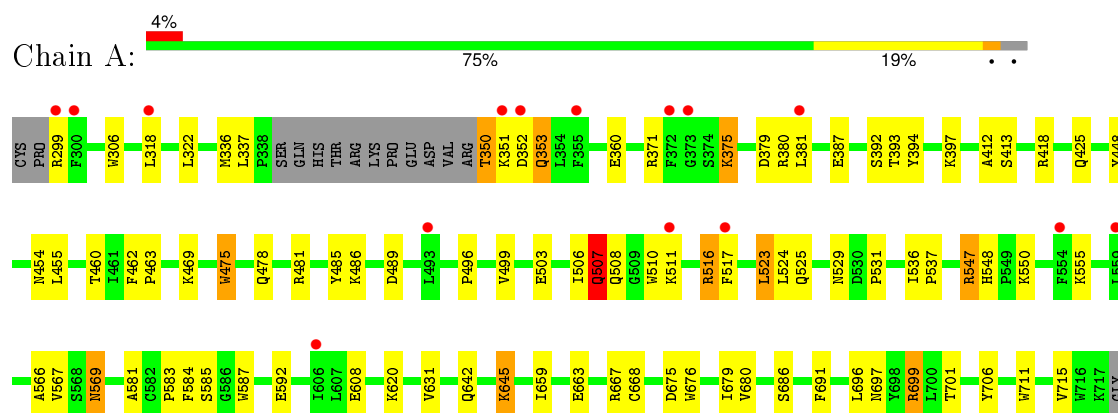 4%
Chain A:
75% 19% • •
CYS PRO R299 F300 W306 L318 L322 M336 L337 P338 SER GLN HIS THR ARG LYS PRO GLU ASP VAL ARG T350 K351 D352 Q353 L354 F355 E360 R371 F372 G373 S374 K375 D379 R380 L381 E387 S392 T393 Y394 K397 A412 S413 R418 Q425 Y448
N454 L455 T460 I461 F462 P463 K469 W475 Q478 R481 Y485 K486 D489 L493 P496 V499 E503 I506 Q507 Q508 G509 W510 K511 R516 F517 L523 L524 Q525 N529 D530 P531 I536 P537 R547 H548 P549 K550 F554 K555 L559
A566 V567 S568 N569 A581 C582 P583 F584 S585 G586 W587 E592 I606 L607 E608 K620 V631 Q642 K645 I659 E663 R667 C668 D675 W676 I679 V680 S686 F691 L696 N697 Y698 R699 L700 T701 Y706 W711 V715 W716 K717